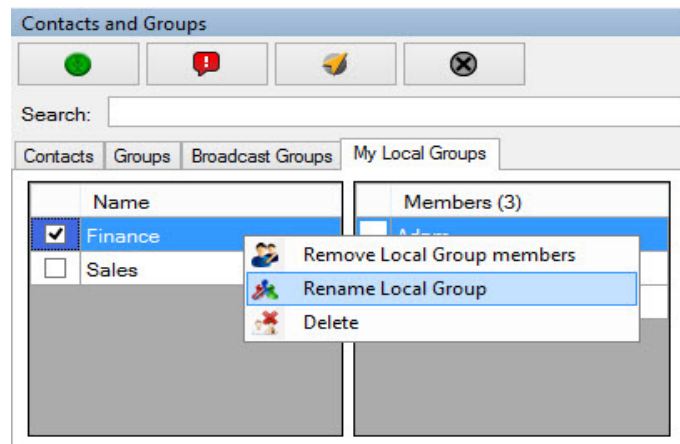 Contacts and Groups
Search:
Contacts Groups Broadcast Groups My Local Groups
Name Members (3)
Finance
Sales
Remove Local Group members
Rename Local Group
Delete